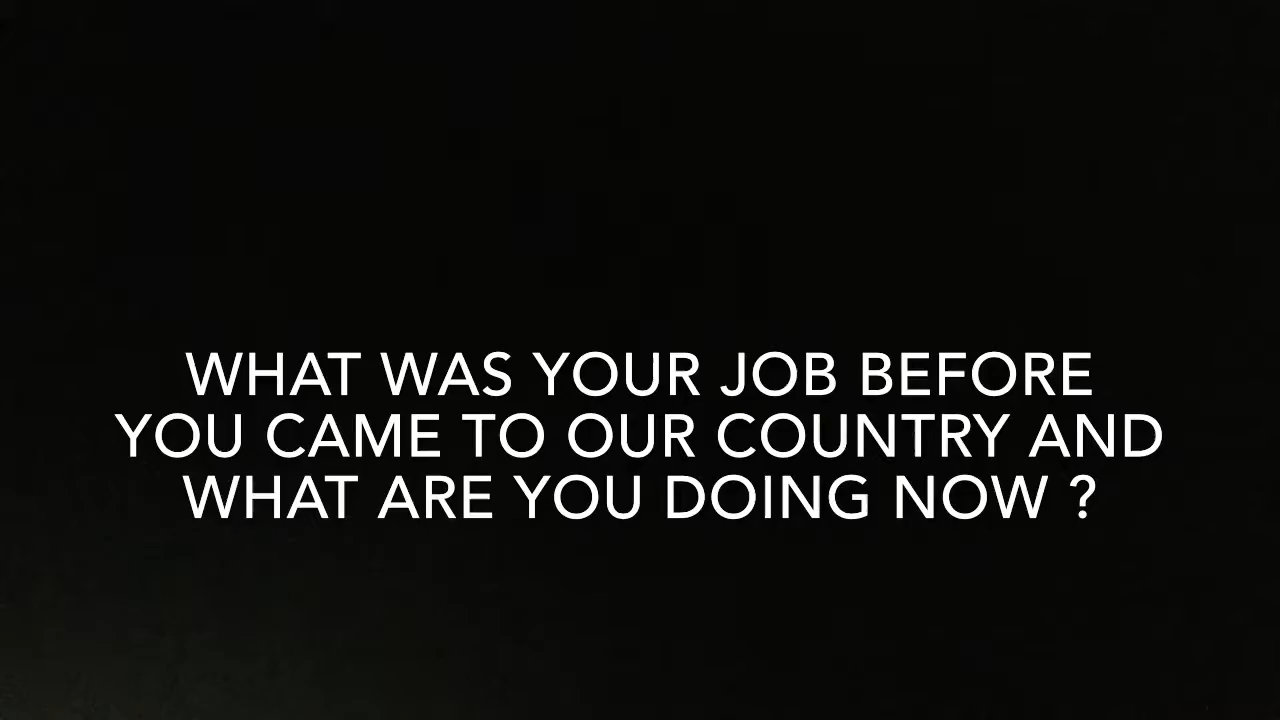 WHAT WAS YOUR JOB BEFORE
YOU CAME TO OUR COUNTRY AND
WHAT ARE YOU DOING NOW ?